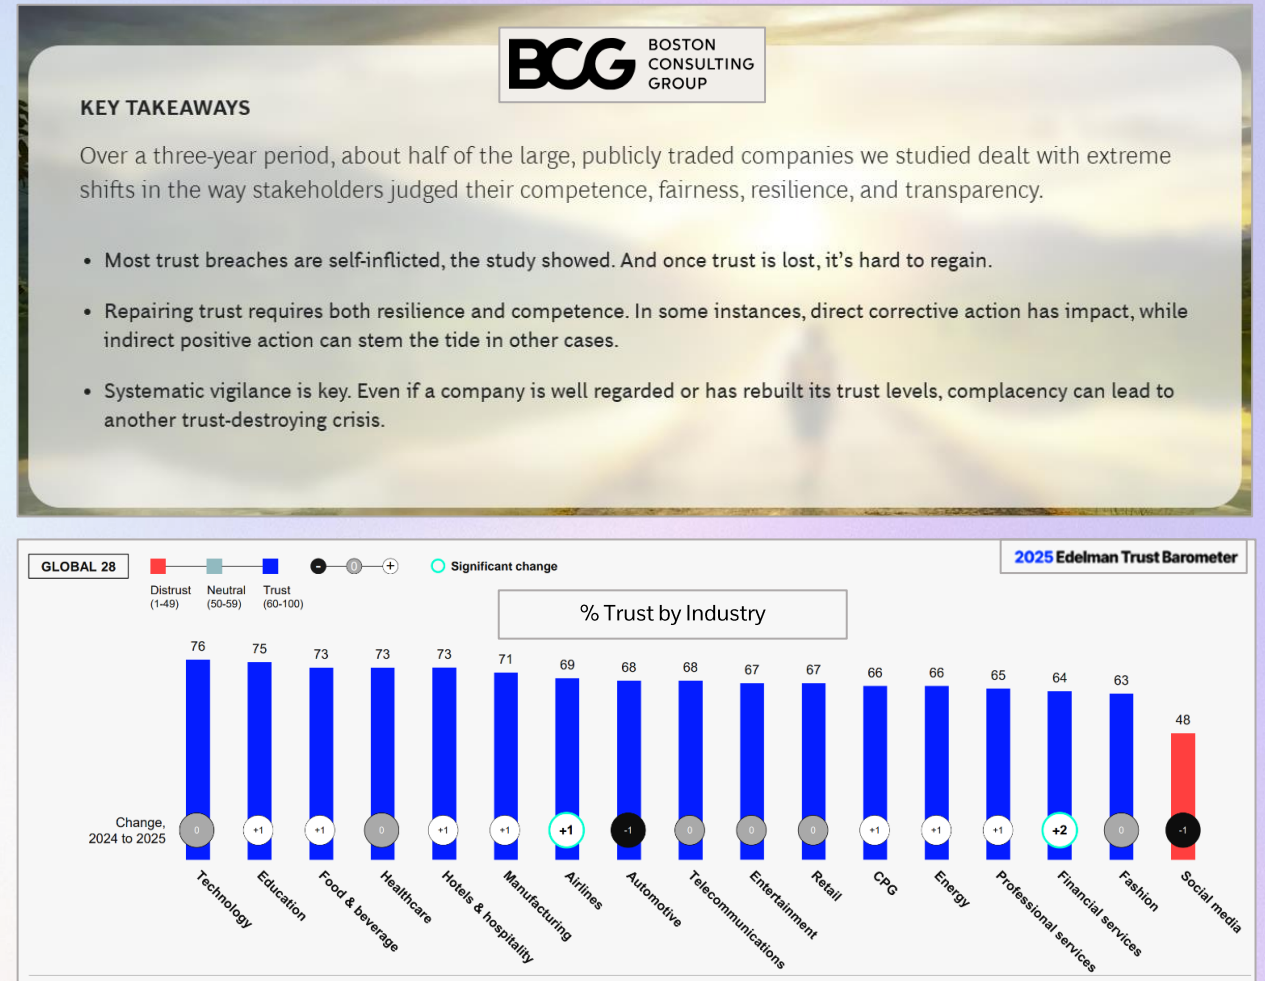 BCG
BOSTON
CONSULTING
GROUP
KEY TAKEAWAYS
Over a three-year period, about half of the large, publicly traded companies we studied dealt with extreme
shifts in the way stakeholders judged their competence, fairness, resilience, and transparency.
• Most trust breaches are self-inflicted, the study showed. And once trust is lost, it's hard to regain.
• Repairing trust requires both resilience and competence. In some instances, direct corrective action has impact, while
indirect positive action can stem the tide in other cases.
• Systematic vigilance is key. Even if a company is well regarded or has rebuilt its trust levels, complacency can lead to
another trust-destroying crisis.
GLOBAL 28
Distrust
(1-49)
Neutral
(50-59)
Trust
(60-100)
- 0 +
Significant change
2025 Edelman Trust Barometer
% Trust by Industry
76 75 73 73 73 71 69 68 68 67 67 66 66 65 64 63 48
Change,
2024 to 2025
0 +1 +1 0 +1 +1 +1 -1 0 0 0 +1 +1 +1 +2 0 -1
Technology
Education
Food & beverage
Healthcare
Hotels & hospitality
Manufacturing
Airlines
Automotive
Telecommunications
Entertainment
Retail
CPG
Energy
Professional services
Financial services
Fashion
Social media